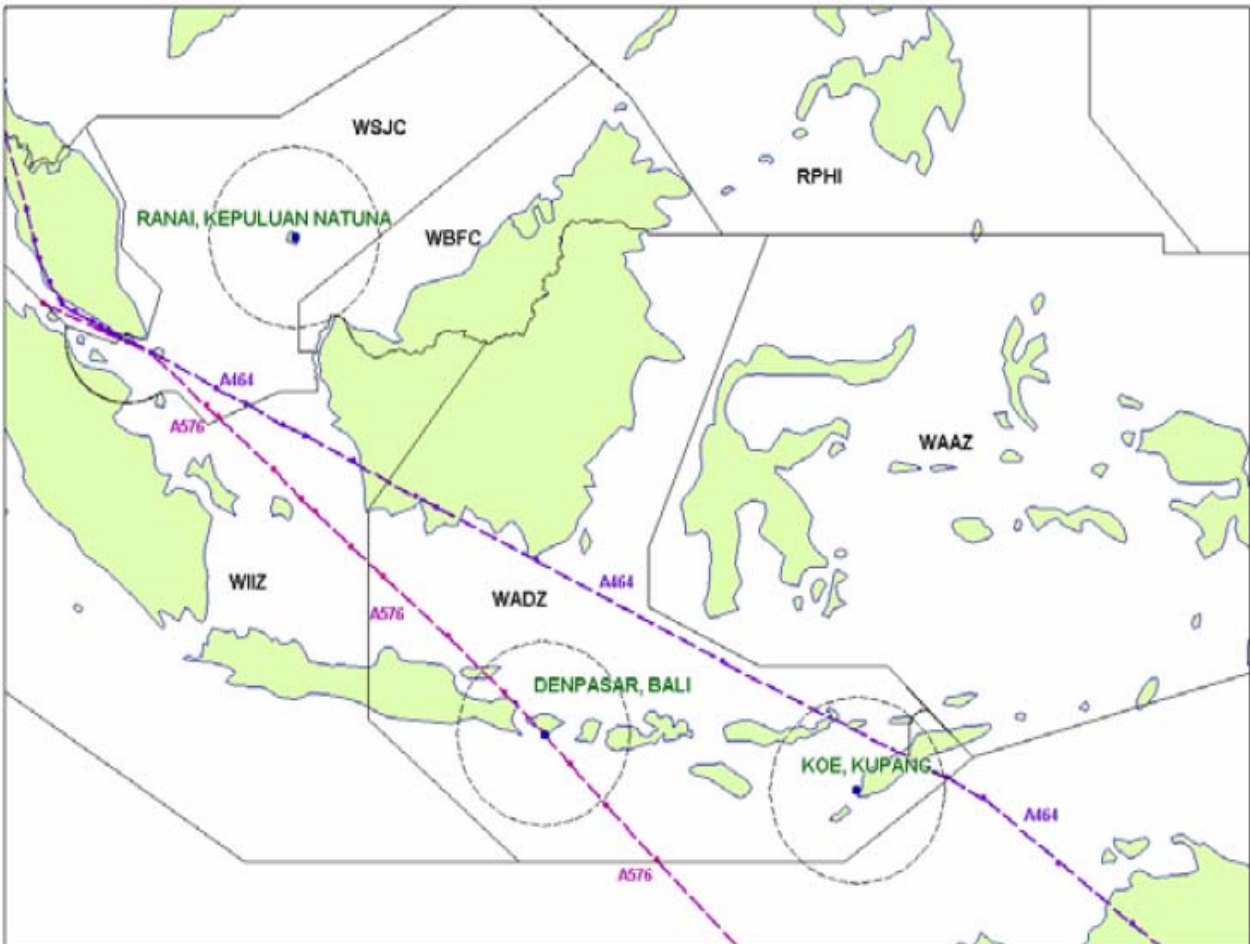 WSJC
RPHI
RANAI, KEPULUAN NATUNA
WBFC
A464
A576
WAAZ
WIIZ
A464
WADZ
A576
DENPASAR, BALI
KOE, KUPANG
A464
A576